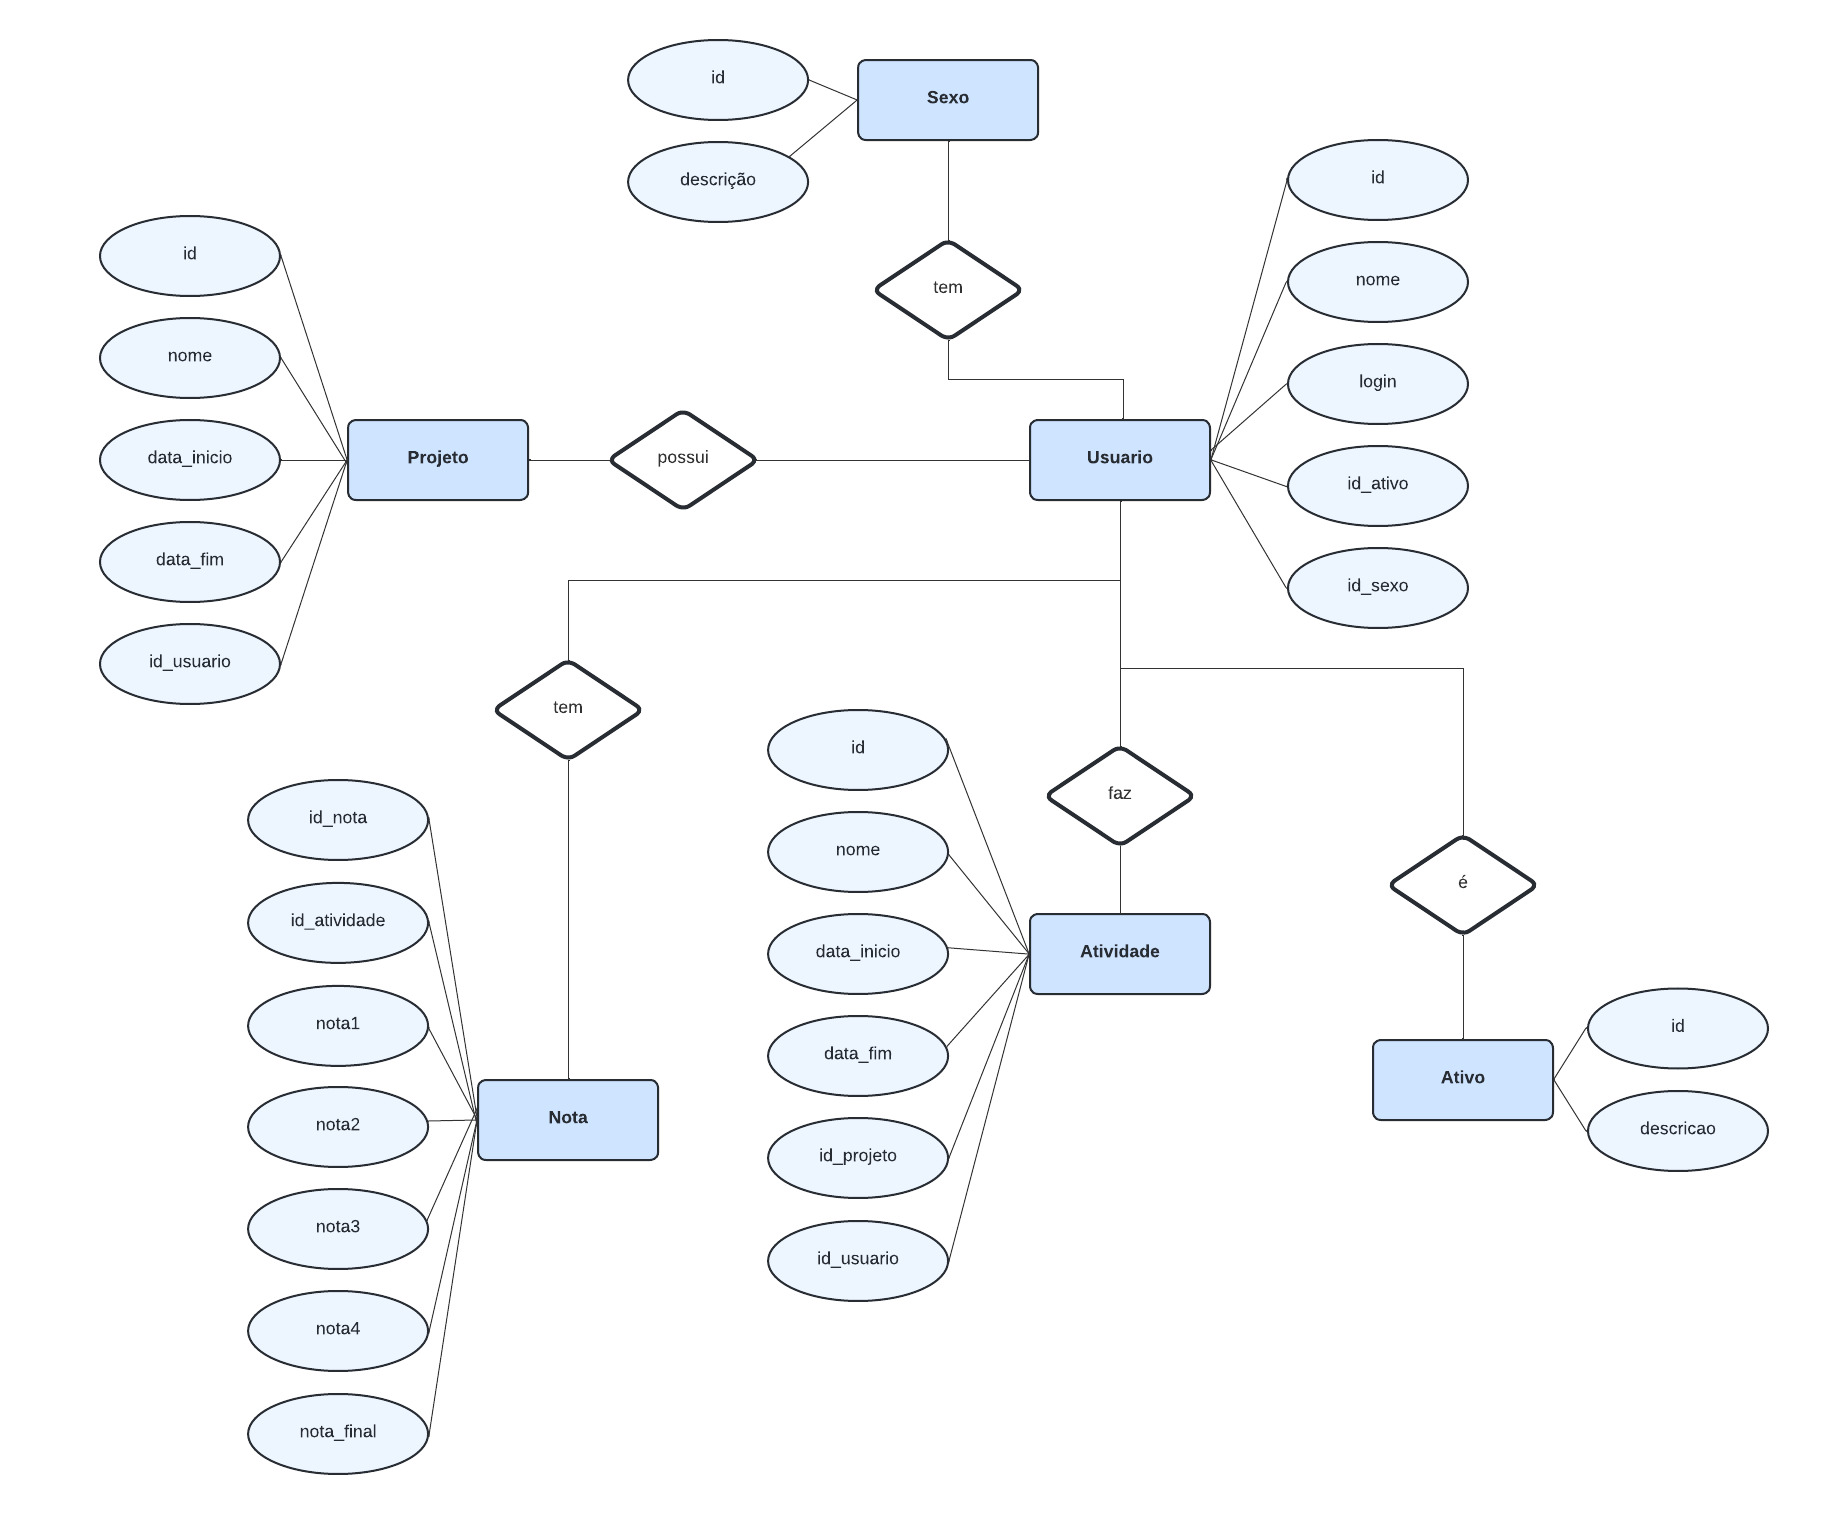 id
Sexo
descrição
tem
id
nome
login
id_ativo
id_sexo
Usuario
possui
Projeto
id
nome
data_inicio
data_fim
id_usuario
tem
faz
é
id_nota
id_atividade
nota1
nota2
nota3
nota4
nota_final
Nota
id
nome
data_inicio
data_fim
id_projeto
id_usuario
Atividade
Ativo
id
descricao